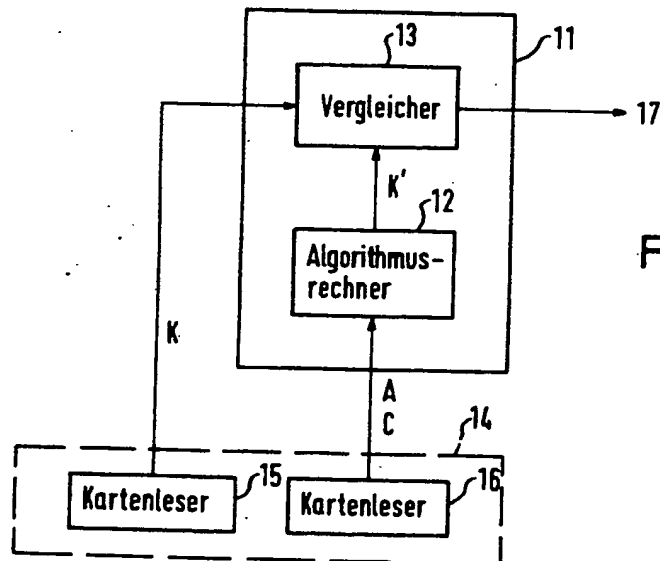 13
11
Vergleicher
17
K'
12
Algorithmus-
rechner
F
K
A
C
14
Kartenleser
15
Kartenleser
16